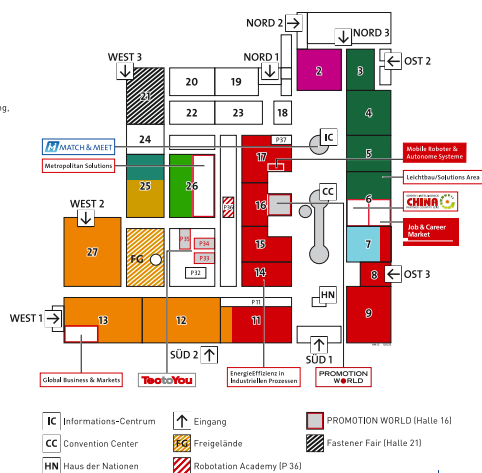 NORD 2
NORD 3
WEST 3
NORD 1
OST 2
2
3
20
19
21
4
22
23
18
ng,
24
IC
P37
MATCH & MEET
17
5
Mobile Roboter &
Autonome Systeme
Metropolitan Solutions
Leichtbau/Solutions Area
25
26
CC
6
P36
16
CHINA
WEST 2
Job & Career
Market
27
FG
P35
P34
P33
P32
15
7
14
8
OST 3
HN
P11
WEST 1
13
12
11
9
SÜD 2
SÜD 1
Global Business & Markets
TectoYou
EnergieEffizienz in
Industriellen Prozessen
PROMOTION
WORLD
IC Informations-Centrum
Eingang
PROMOTION WORLD (Halle 16)
CC Convention Center
FG Freigelände
Fastener Fair (Halle 21)
HN Haus der Nationen
Robotation Academy (P 36)